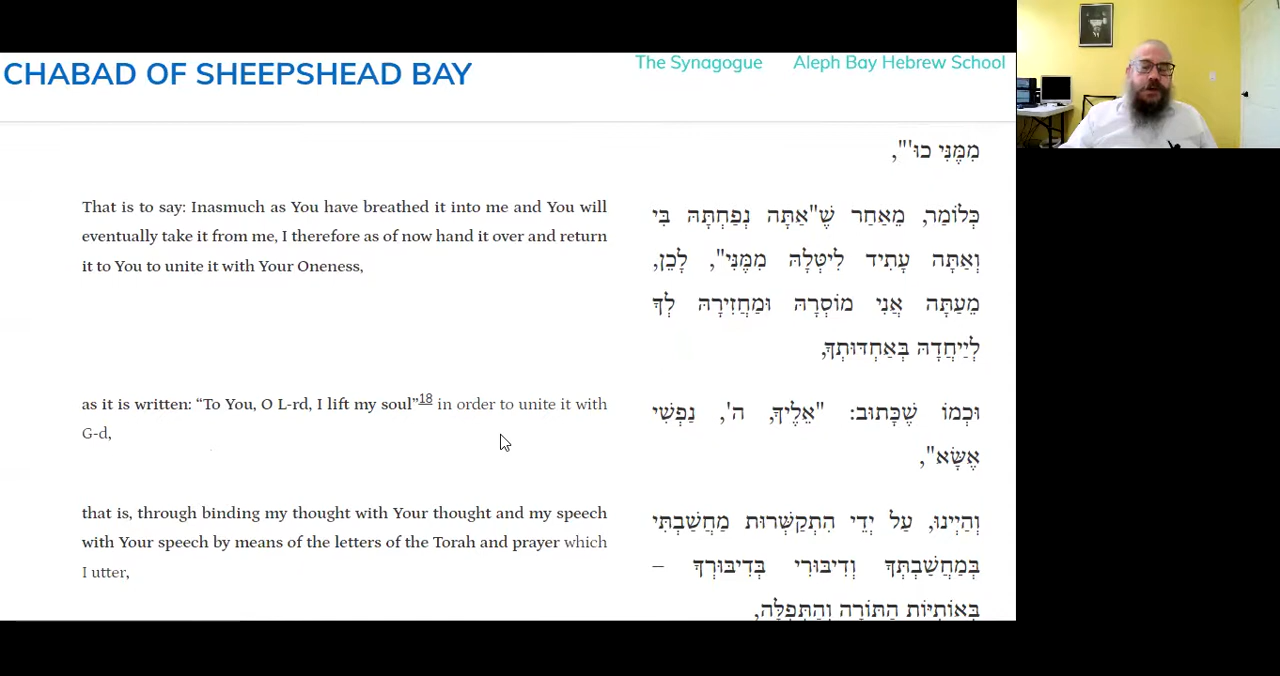 CHABAD OF SHEEPSHEAD BAY
The Synagogue
Aleph Bay Hebrew School
מִמֶּנִּי כוּ'",
That is to say: Inasmuch as You have breathed it into me and You will
eventually take it from me, I therefore as of now hand it over and return
it to You to unite it with Your Oneness,
כְּלוֹמַר, מֵאַחַר שֶׁ"אַתָּה נְפַחְתָּהּ בִּי
וְאַתָּה עָתִיד לִיטְּלָהּ מִמֶּנִּי", לָכֵן,
מֵעַתָּה אֲנִי מוֹסְרָהּ וּמַחֲזִירָהּ לְךָ
לְיַיחֲדָהּ בְּאַחְדּוּתְךָ,
as it is written: “To You, O L-rd, I lift my soul”18 in order to unite it with
G-d,
וּכְמוֹ שֶׁכָּתוּב: "אֵלֶיךָ, ה', נַפְשִׁי
אֶשָּׂא",
that is, through binding my thought with Your thought and my speech
with Your speech by means of the letters of the Torah and prayer which
I utter,
וְהַיְינוּ, עַל יְדֵי הִתְקַשְּׁרוּת מַחֲשַׁבְתִּי
בְּמַחֲשַׁבְתְּךָ וְדִיבּוּרִי בְּדִיבּוּרְךָ –
בְּאוֹתִיּוֹת הַתּוֹרָה וְהַתְּפִלָּה,